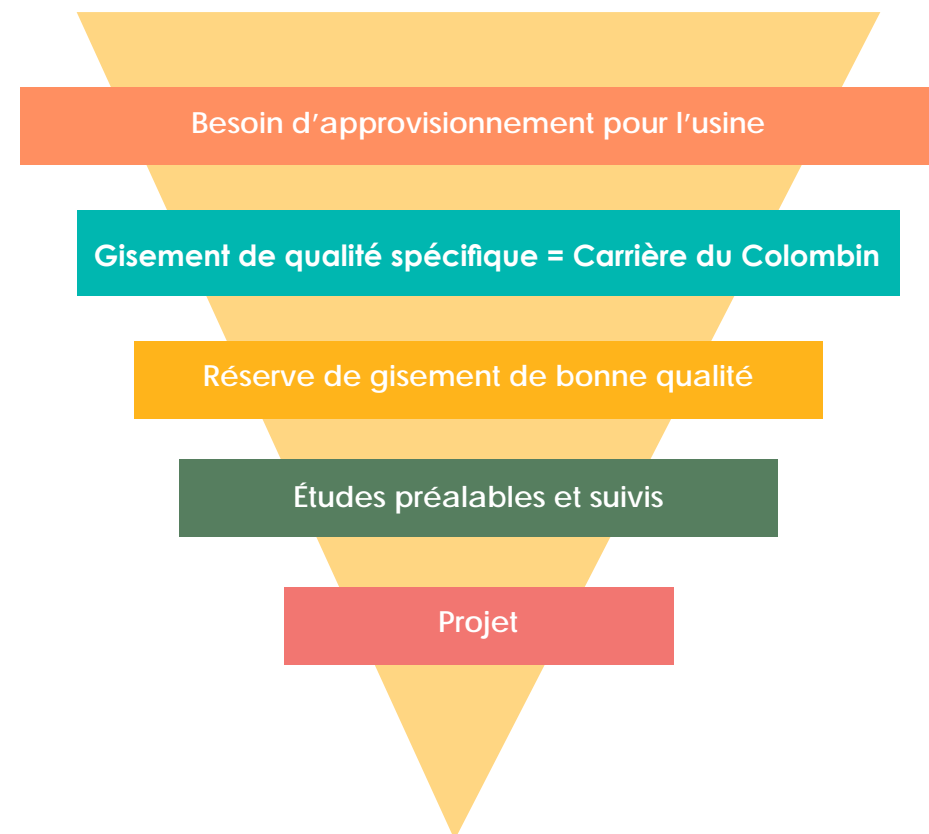 Besoin d’approvisionnement pour l’usine
Gisement de qualité spécifique = Carrière du Colombin
Réserve de gisement de bonne qualité
Études préalables et suivis
Projet